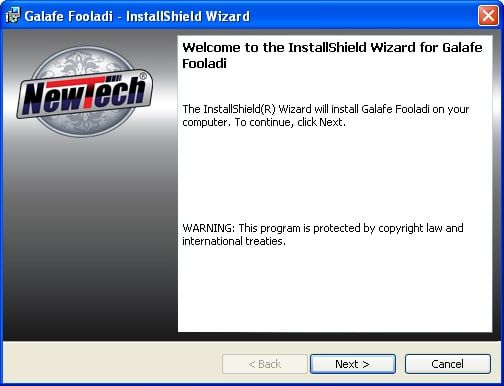 Galafe Fooladi - InstallShield Wizard
NewTech®
Welcome to the InstallShield Wizard for Galafe
Fooladi
The InstallShield(R) Wizard will install Galafe Fooladi on your
computer. To continue, click Next.
WARNING: This program is protected by copyright law and
international treaties.
< Back
Next >
Cancel